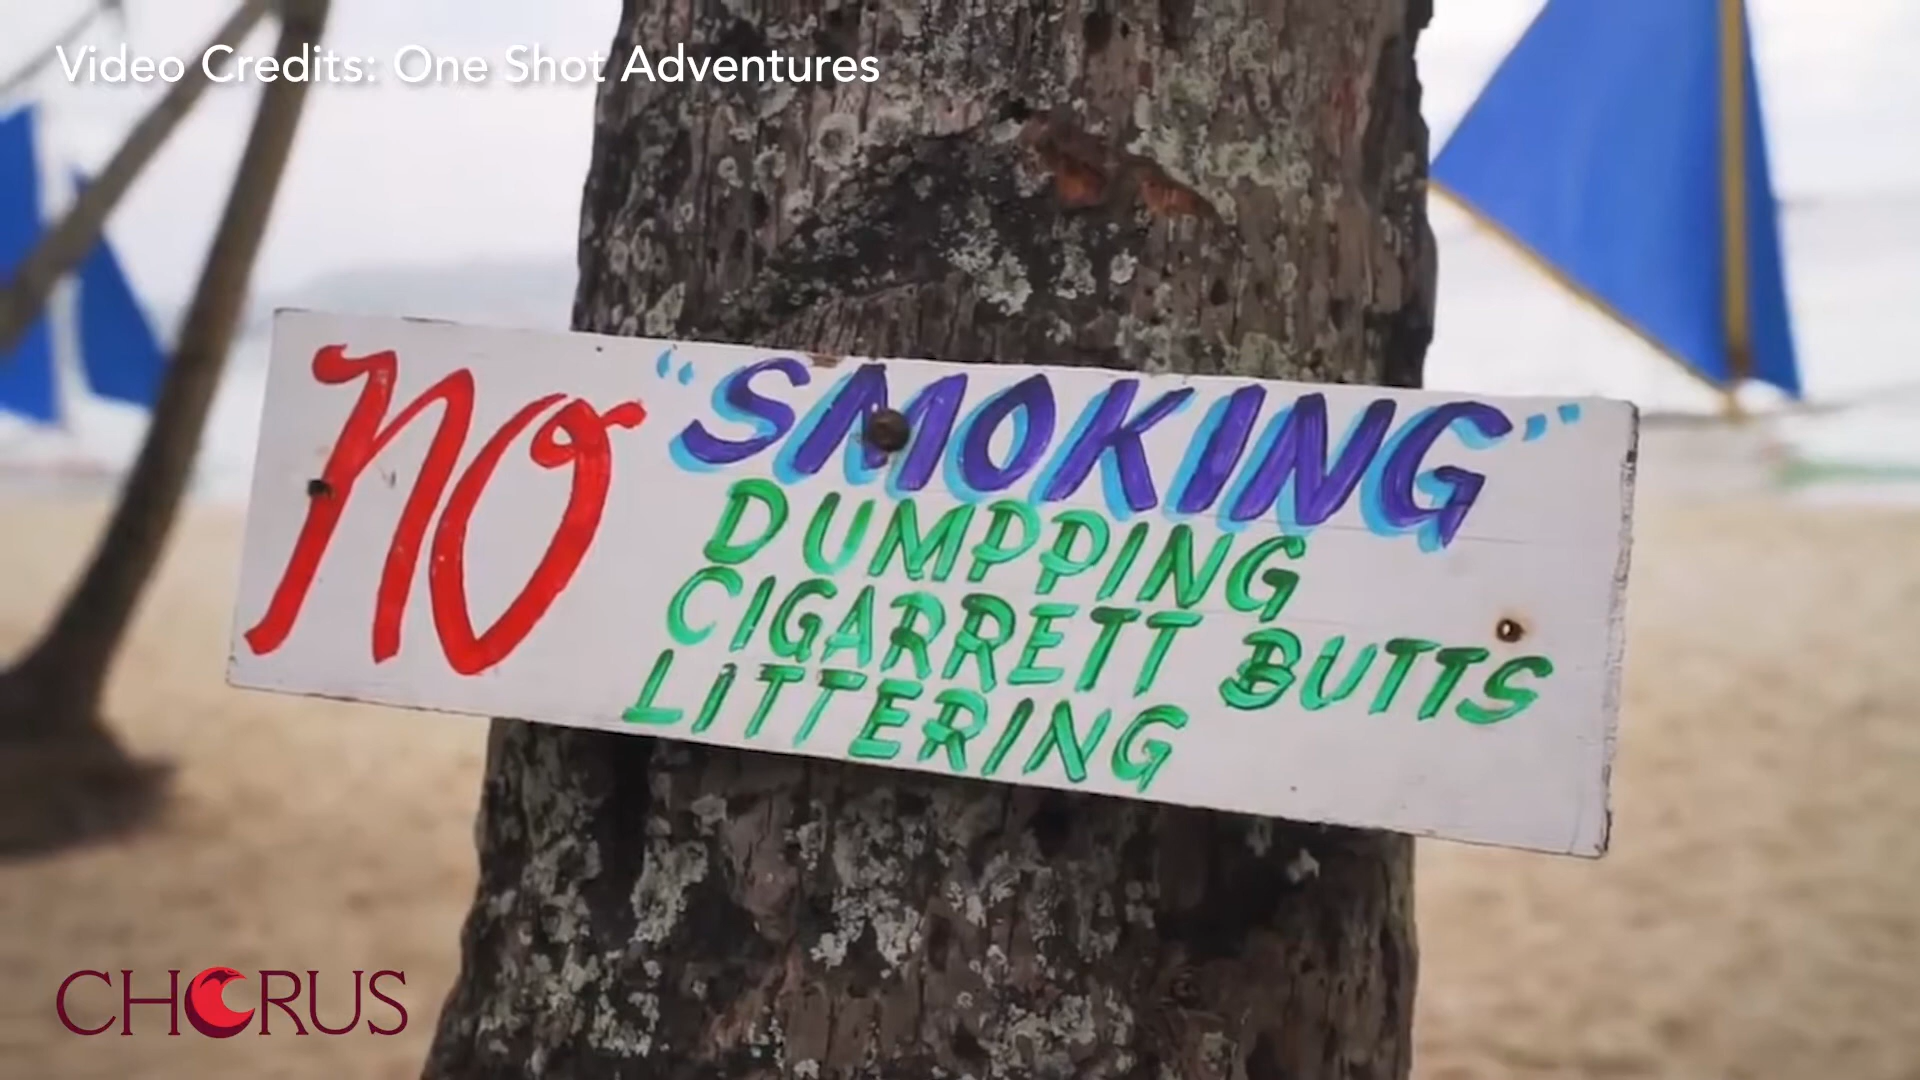 Video Credits: One Shot Adventures
NO "SMOKING"
DUMPPING
CIGARRETT BUTTS
LITTERING
CHORUS